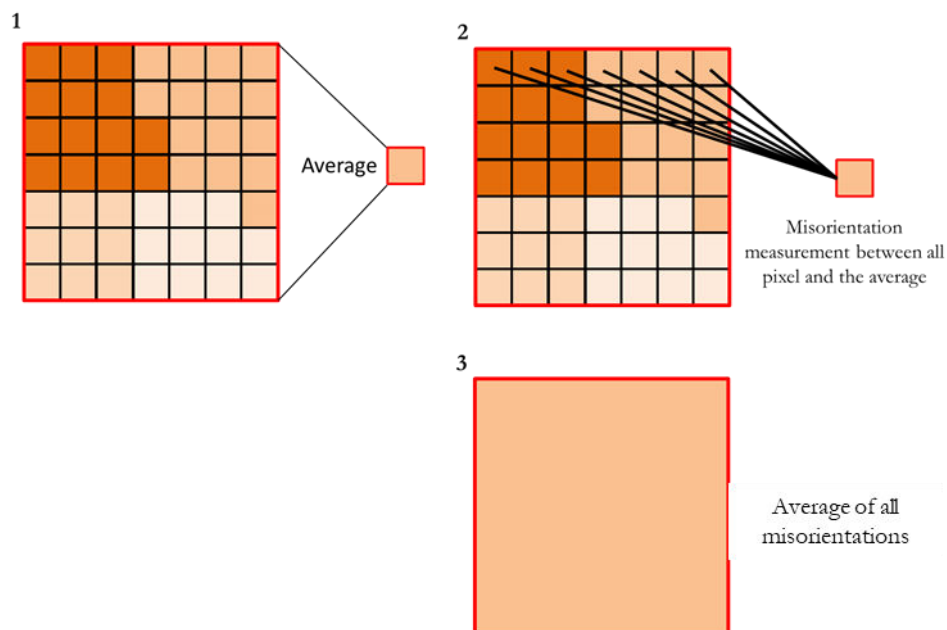 1
Average
2
Misorientation
measurement between all
pixel and the average
3
Average of all
misorientations